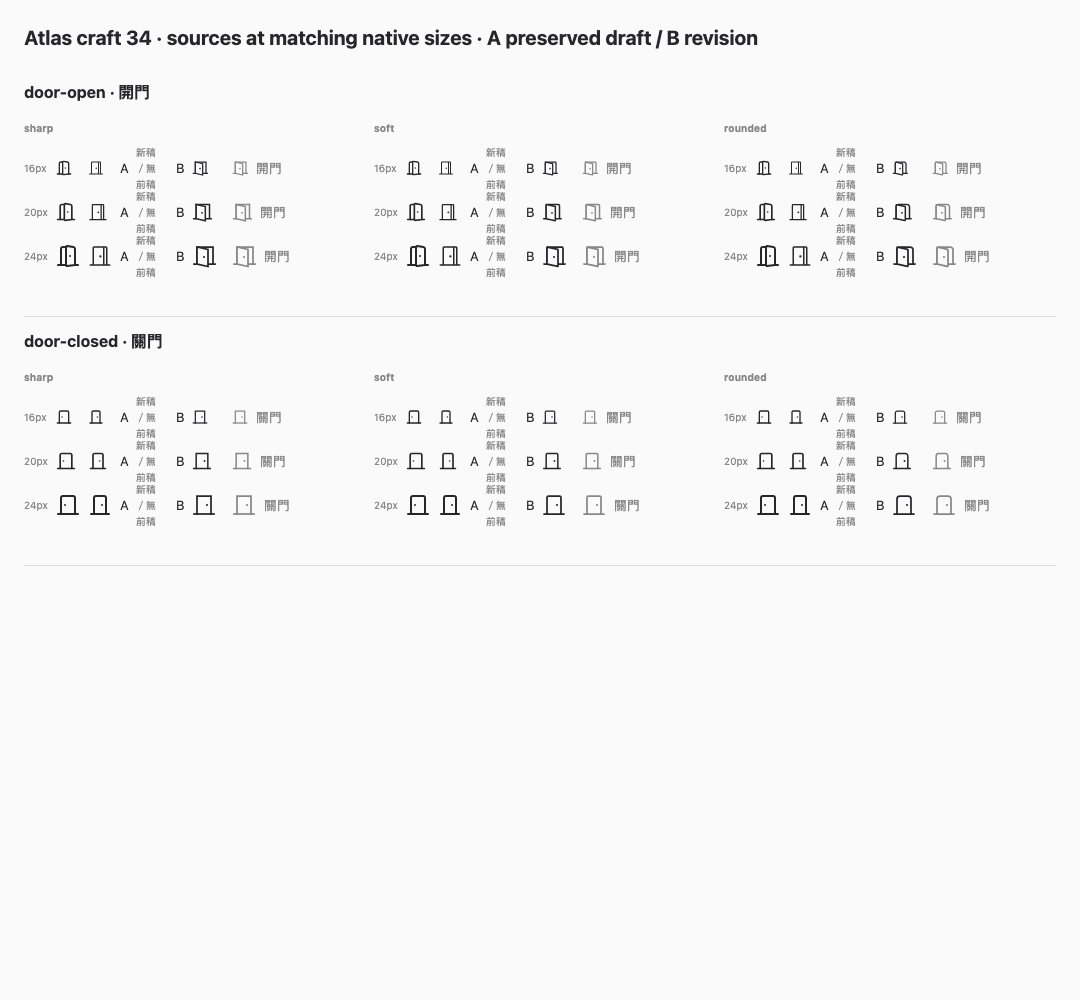 Atlas craft 34 · sources at matching native sizes · A preserved draft / B revision
door-open · 開門
sharp
soft
rounded
16px A 新稿 / 無前稿 B 開門
16px A 新稿 / 無前稿 B 開門
16px A 新稿 / 無前稿 B 開門
20px A 新稿 / 無前稿 B 開門
20px A 新稿 / 無前稿 B 開門
20px A 新稿 / 無前稿 B 開門
24px A 新稿 / 無前稿 B 開門
24px A 新稿 / 無前稿 B 開門
24px A 新稿 / 無前稿 B 開門
door-closed · 關門
sharp
soft
rounded
16px A 新稿 / 無前稿 B 關門
16px A 新稿 / 無前稿 B 關門
16px A 新稿 / 無前稿 B 關門
20px A 新稿 / 無前稿 B 關門
20px A 新稿 / 無前稿 B 關門
20px A 新稿 / 無前稿 B 關門
24px A 新稿 / 無前稿 B 關門
24px A 新稿 / 無前稿 B 關門
24px A 新稿 / 無前稿 B 關門